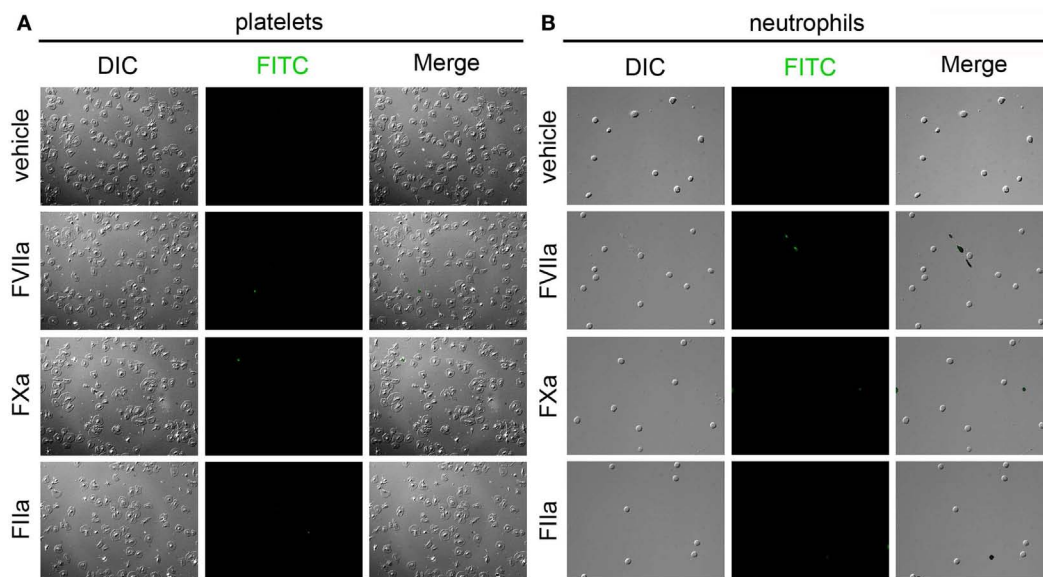 A platelets
DIC FITC Merge
vehicle
FVIIa
FXa
FIIa
B neutrophils
DIC FITC Merge
vehicle
FVIIa
FXa
FIIa